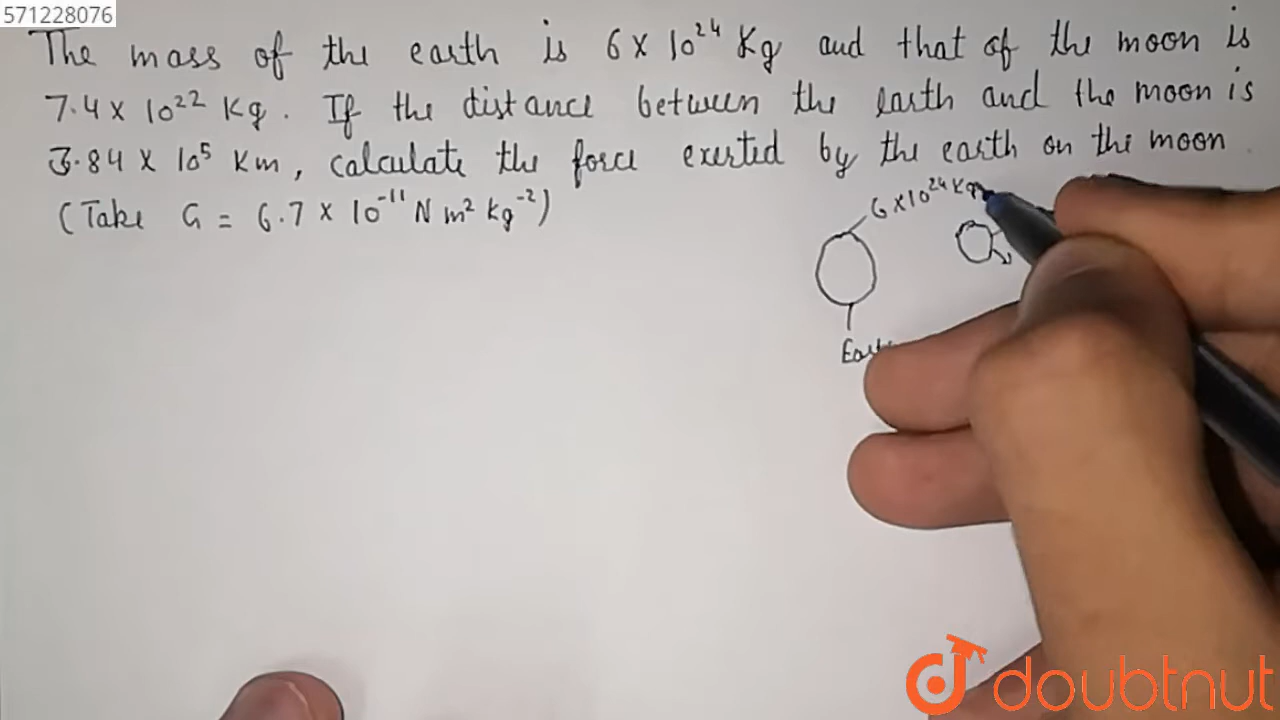 571228076
The mass of the earth is 6 × 10²⁴ Kg and that of the moon is
7.4 × 10²² Kg. If the distance between the earth and the moon is
3.84 × 10⁵ Km, calculate the force exerted by the earth on the moon.
(Take G = 6.7 × 10⁻¹¹ N m² Kg⁻²)
6 × 10²⁴ Kg
doubtnut